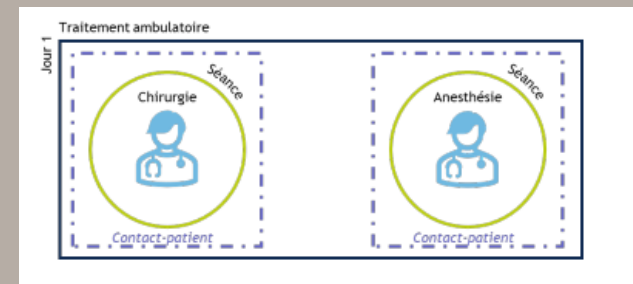 Traitement ambulatoire
Jour 1
Séance
Chirurgie
Contact-patient
Séance
Anesthésie
Contact-patient